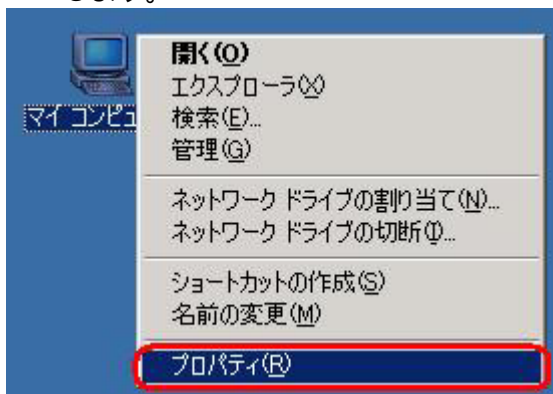 します。
マイ コンピュ
開く(O)
エクスプローラ(X)
検索(E)...
管理(G)
ネットワーク ドライブの割り当て(N)...
ネットワーク ドライブの切断(I)...
ショートカットの作成(S)
名前の変更(M)
プロパティ(R)